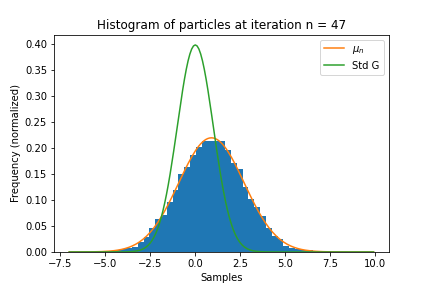 Histogram of particles at iteration n = 47
μn
Std G
Frequency (normalized)
0.40
0.35
0.30
0.25
0.20
0.15
0.10
0.05
0.00
−7.5 −5.0 −2.5 0.0 2.5 5.0 7.5 10.0
Samples